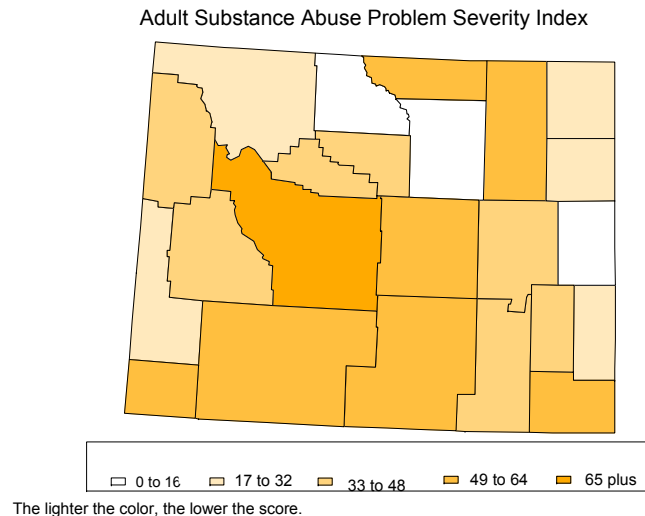 Adult Substance Abuse Problem Severity Index
0 to 16 17 to 32 33 to 48 49 to 64 65 plus
The lighter the color, the lower the score.